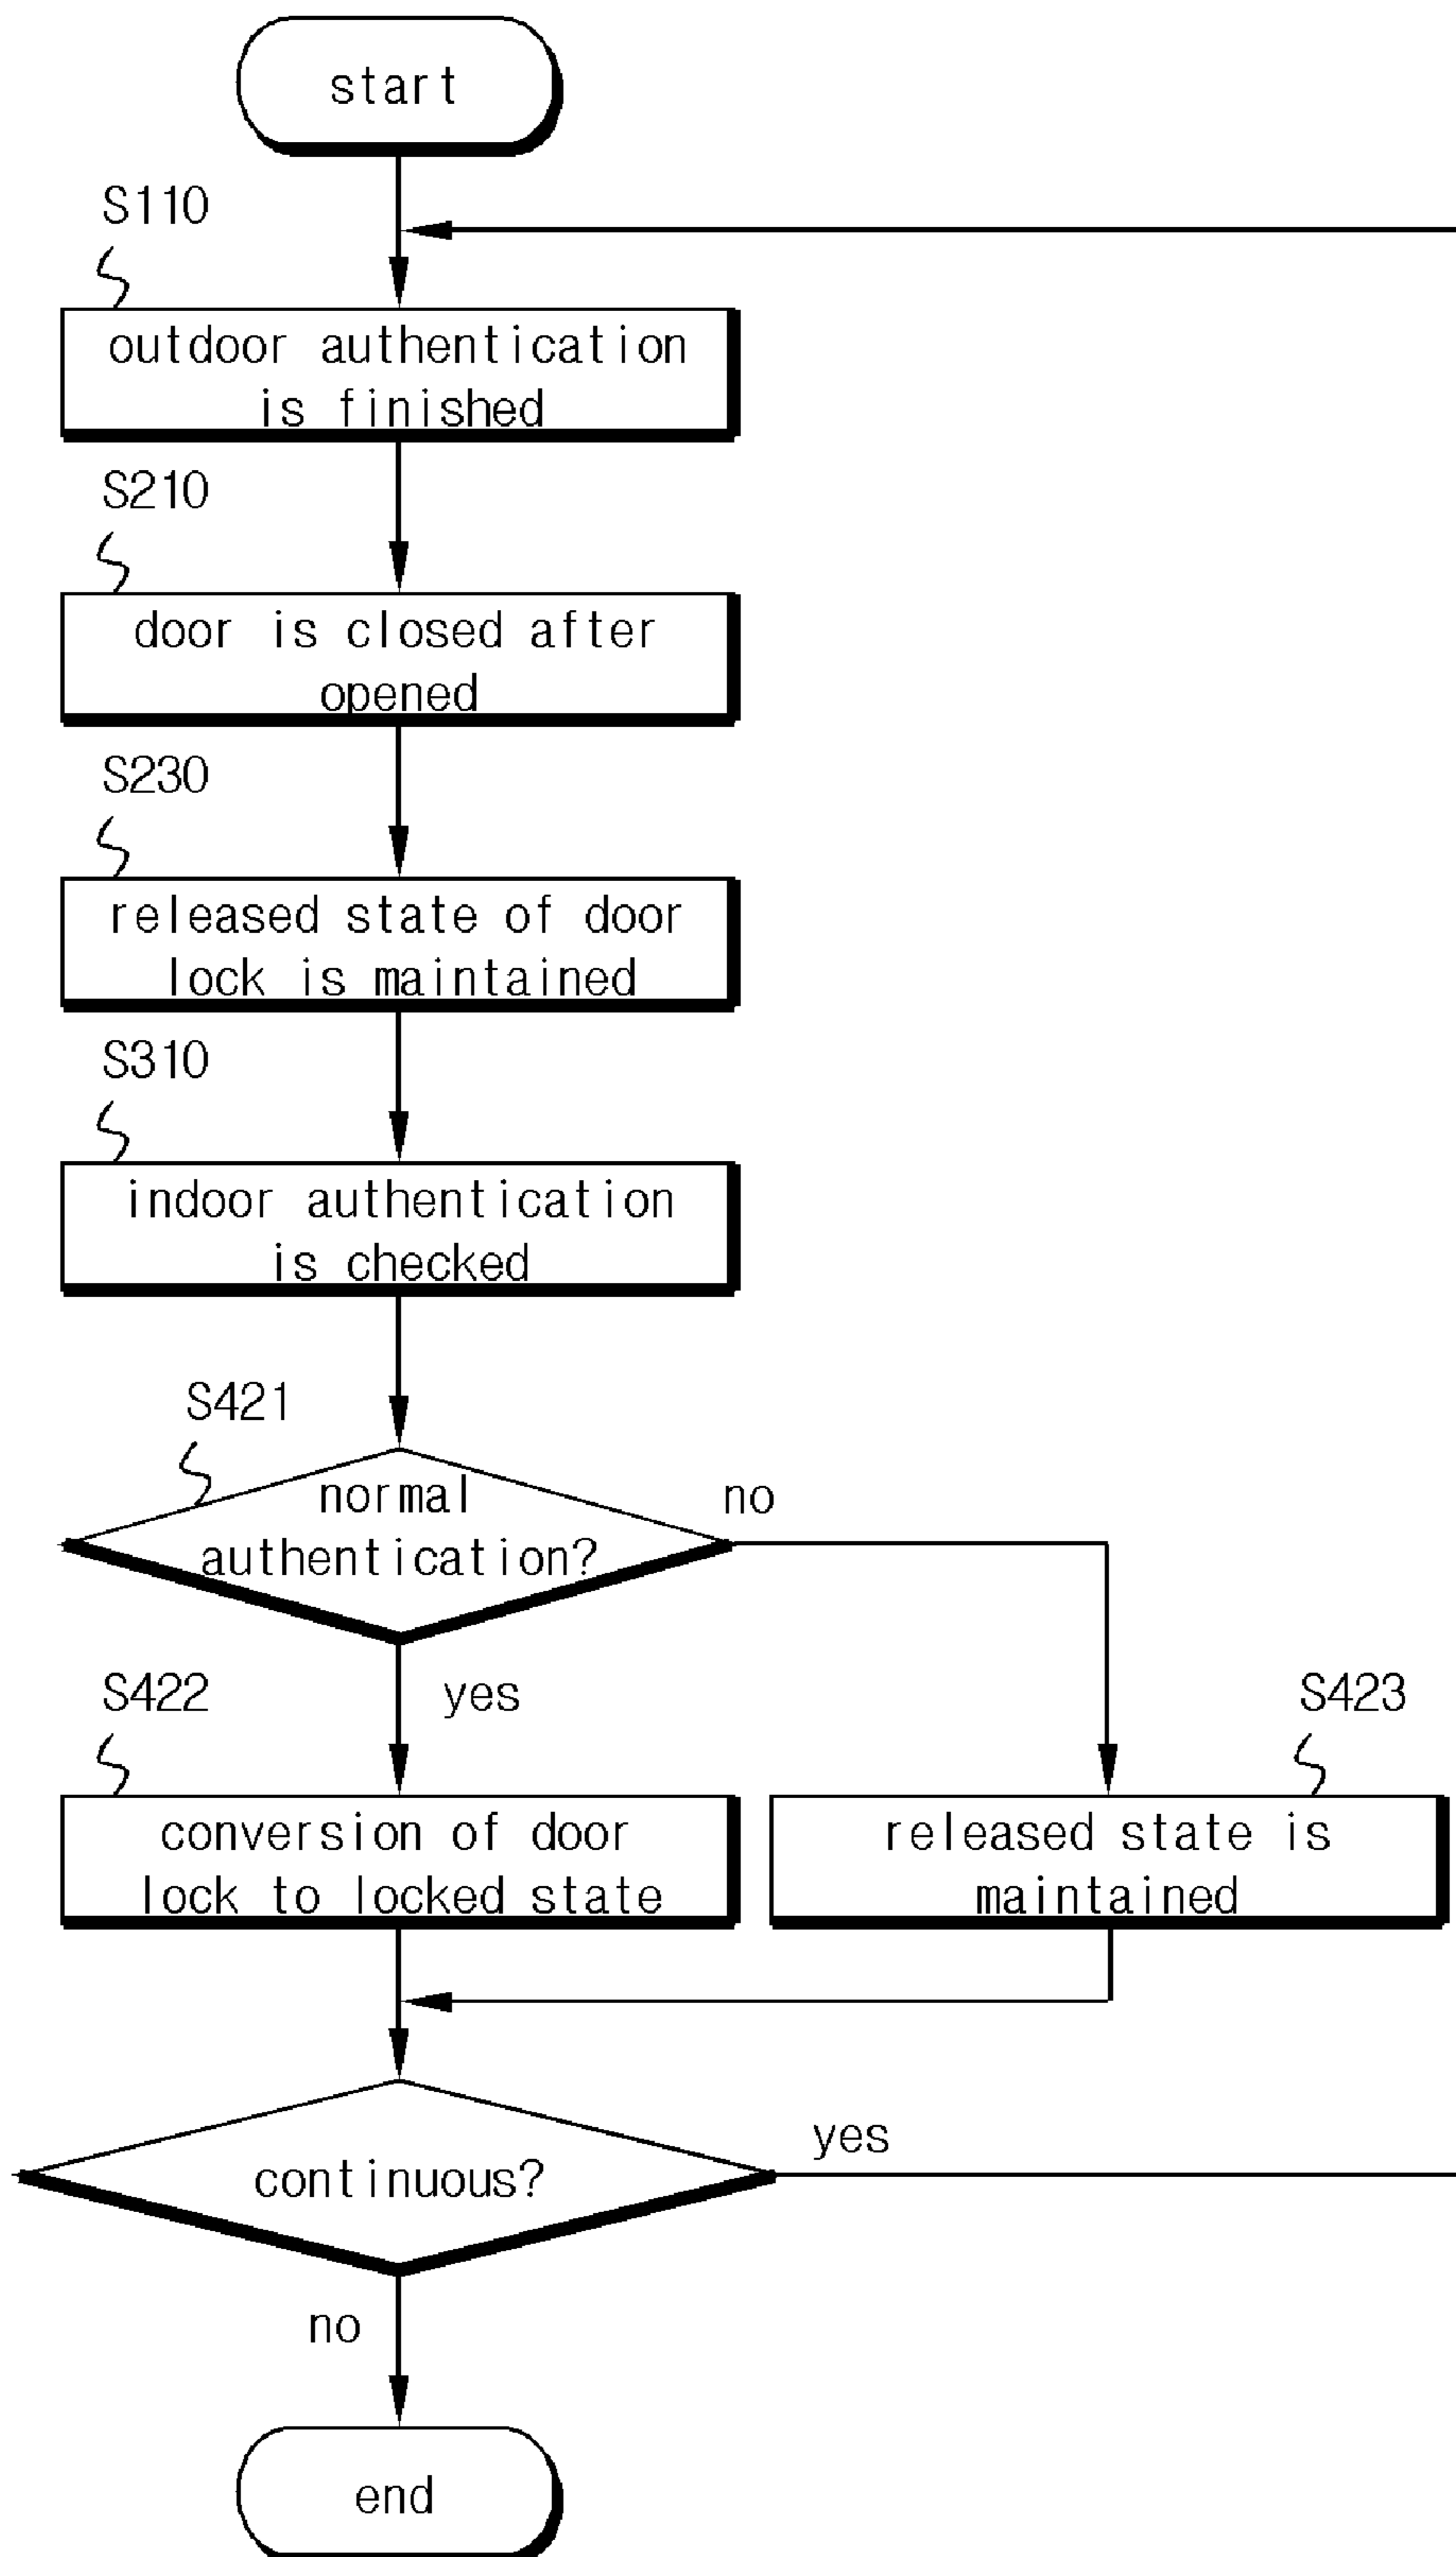 start
S110
outdoor authentication
is finished
S210
door is closed after
opened
S230
released state of door
lock is maintained
S310
indoor authentication
is checked
S421
normal
authentication?
no
S422
yes
S423
conversion of door
lock to locked state
released state is
maintained
continuous?
yes
no
end